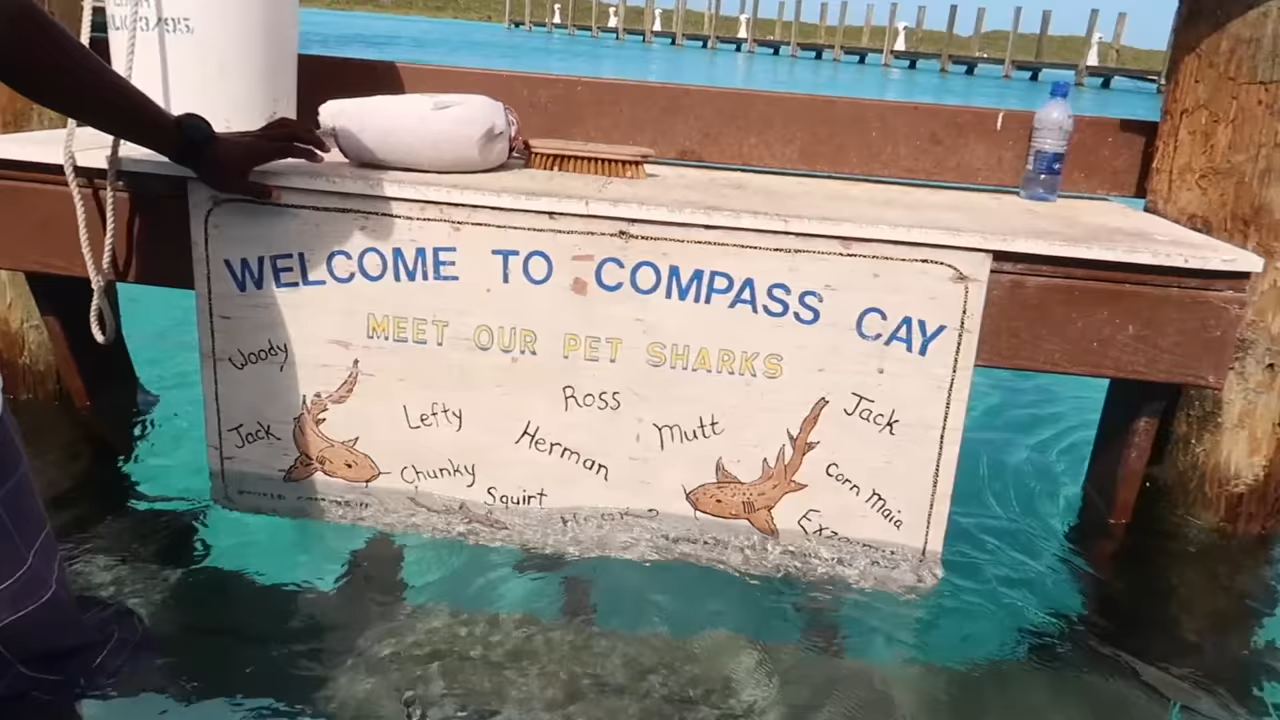 WELCOME TO COMPASS CAY
MEET OUR PET SHARKS
Woody
Jack
Lefty
Chunky
Squirt
Ross
Herman
Mutt
Jack
Corn Maia